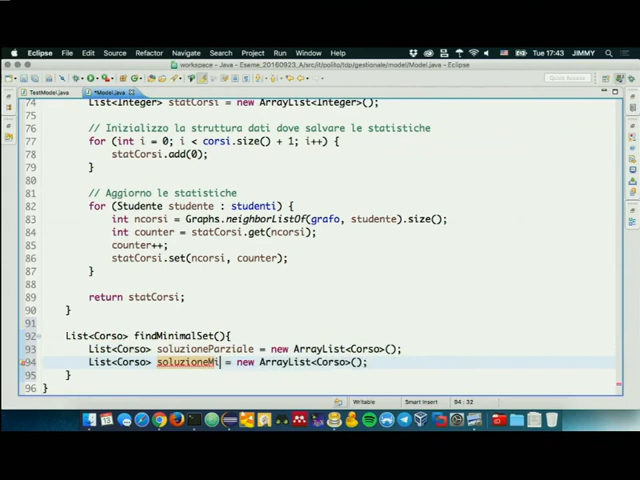 Eclipse File Edit Source Refactor Navigate Search Project Run Window Help Tue 17:43 JIMMY
workspace - Java - Esame_20160923_A/src/it/polito/tdp/gestionale/model/Model.java - Eclipse
Quick Access
TestModel.java *Model.java
74 List<Integer> statCorsi = new ArrayList<Integer>();
75
76 // Inizializzo la struttura dati dove salvare le statistiche
77 for (int i = 0; i < corsi.size() + 1; i++) {
78 statCorsi.add(0);
79 }
80
81 // Aggiorno le statistiche
82 for (Studente studente : studenti) {
83 int ncorsi = Graphs.neighborListOf(grafo, studente).size();
84 int counter = statCorsi.get(ncorsi);
85 counter++;
86 statCorsi.set(ncorsi, counter);
87 }
88
89 return statCorsi;
90 }
91
92 List<Corso> findMinimalSet(){
93 List<Corso> soluzioneParziale = new ArrayList<Corso>();
94 List<Corso> soluzioneMi = new ArrayList<Corso>();
95 }
96 }
Writable Smart Insert 94 : 32